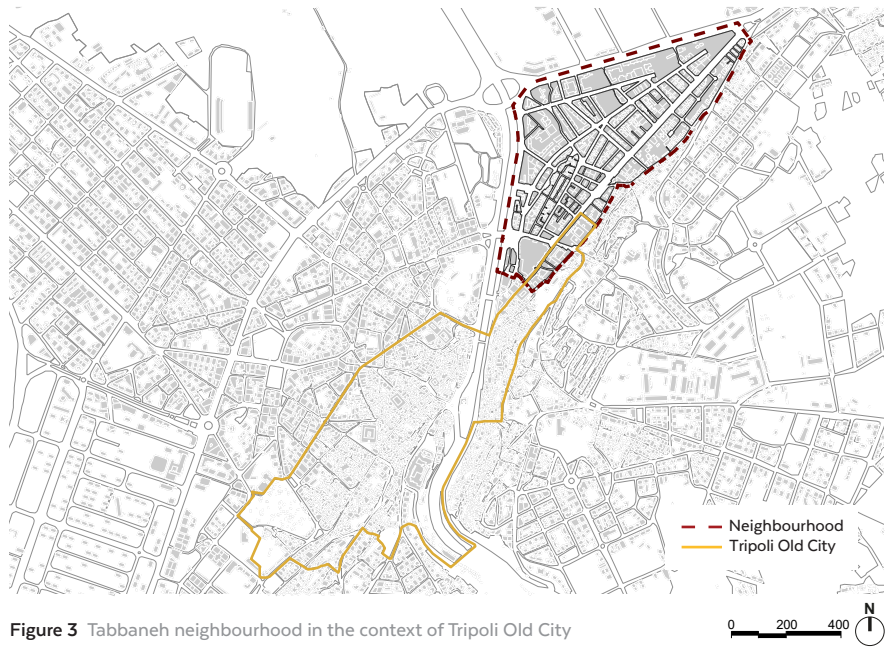 Neighbourhood
Tripoli Old City
Figure 3 Tabbaneh neighbourhood in the context of Tripoli Old City
0 200 400
N